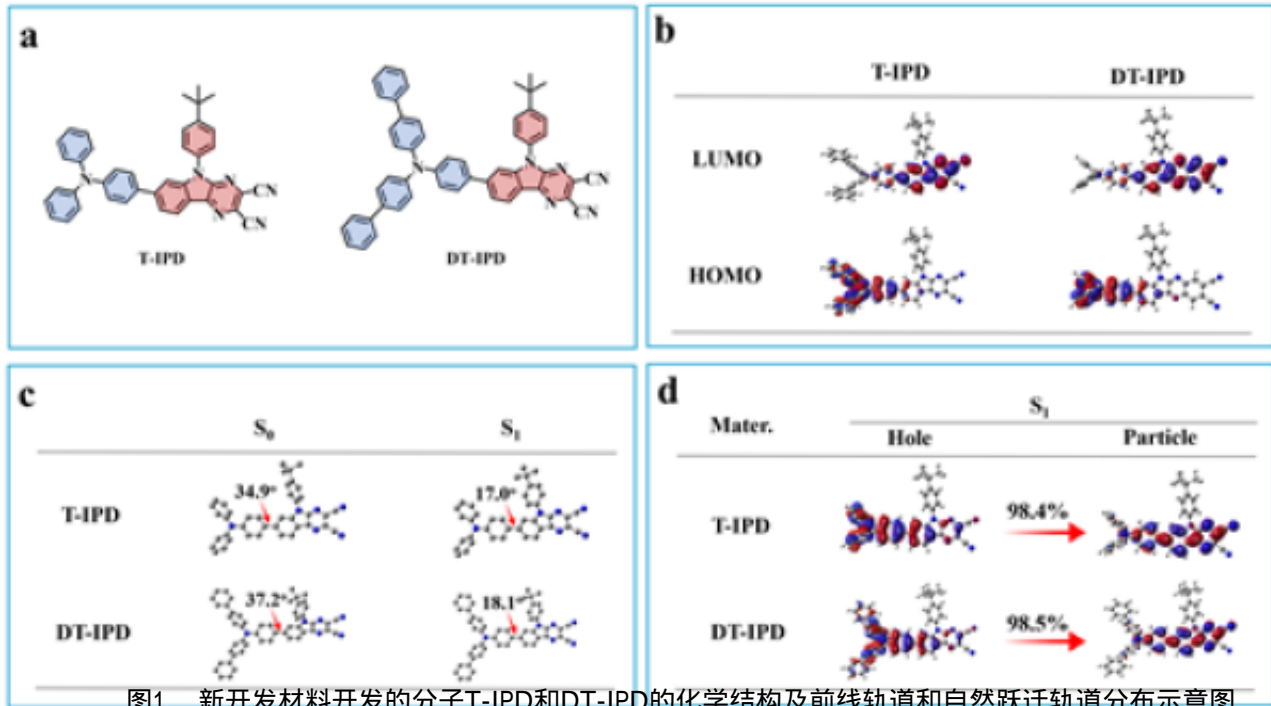 a
N
N
N
N
CN
CN
T-IPD
N
N
N
N
CN
CN
DT-IPD
b
T-IPD DT-IPD
LUMO
HOMO
c
S0 S1
T-IPD 34.9° 17.0°
DT-IPD 37.2° 18.1°
d
Mater. S1
Hole Particle
T-IPD 98.4%
DT-IPD 98.5%
图1 新开发材料开发的分子T-IPD和DT-IPD的化学结构及前线轨道和自然跃迁轨道分布示意图